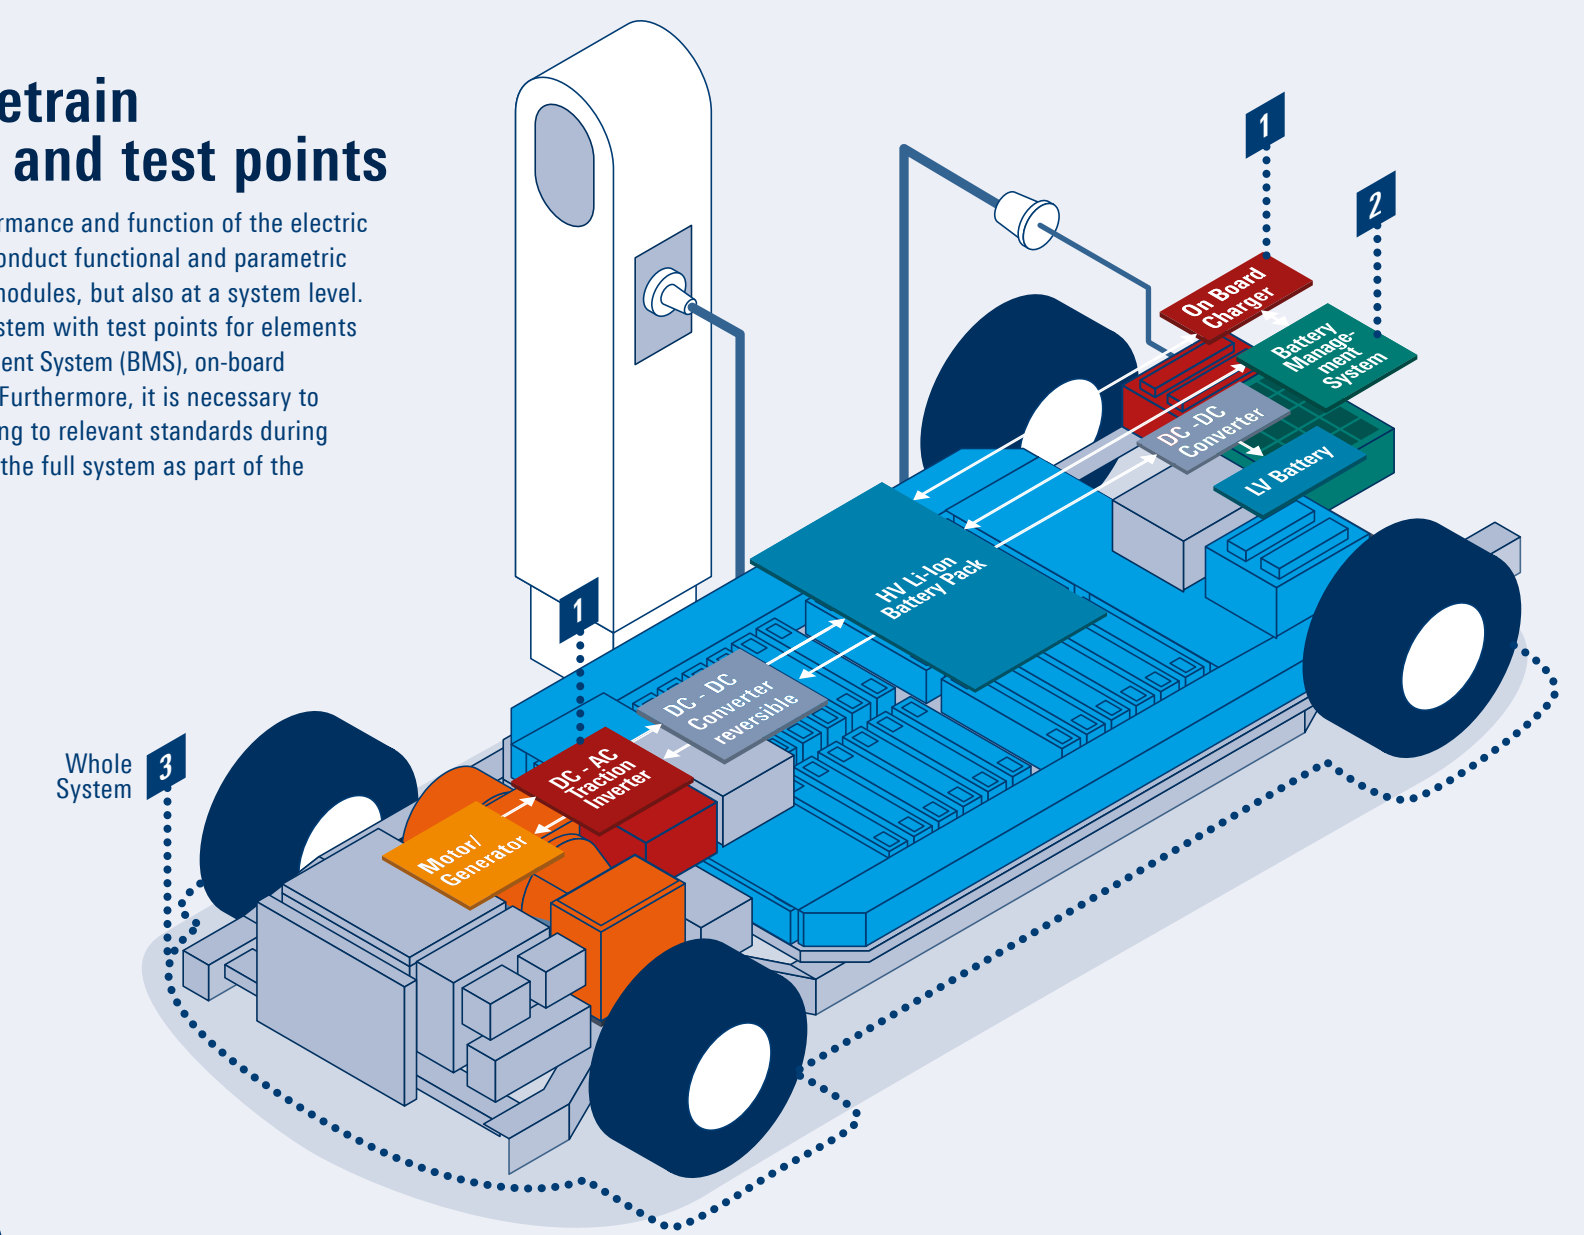 etrain
and test points
rmance and function of the electric
onduct functional and parametric
nodules, but also at a system level.
stem with test points for elements
ent System (BMS), on-board
Furthermore, it is necessary to
ng to relevant standards during
the full system as part of the
1
2
On Board
Charger
Battery
Manage-
ment
System
DC -DC
Converter
LV Battery
HV Li-Ion
Battery Pack
1
DC - DC
Converter
reversible
DC - AC
Traction
Inverter
Motor/
Generator
Whole
System
3